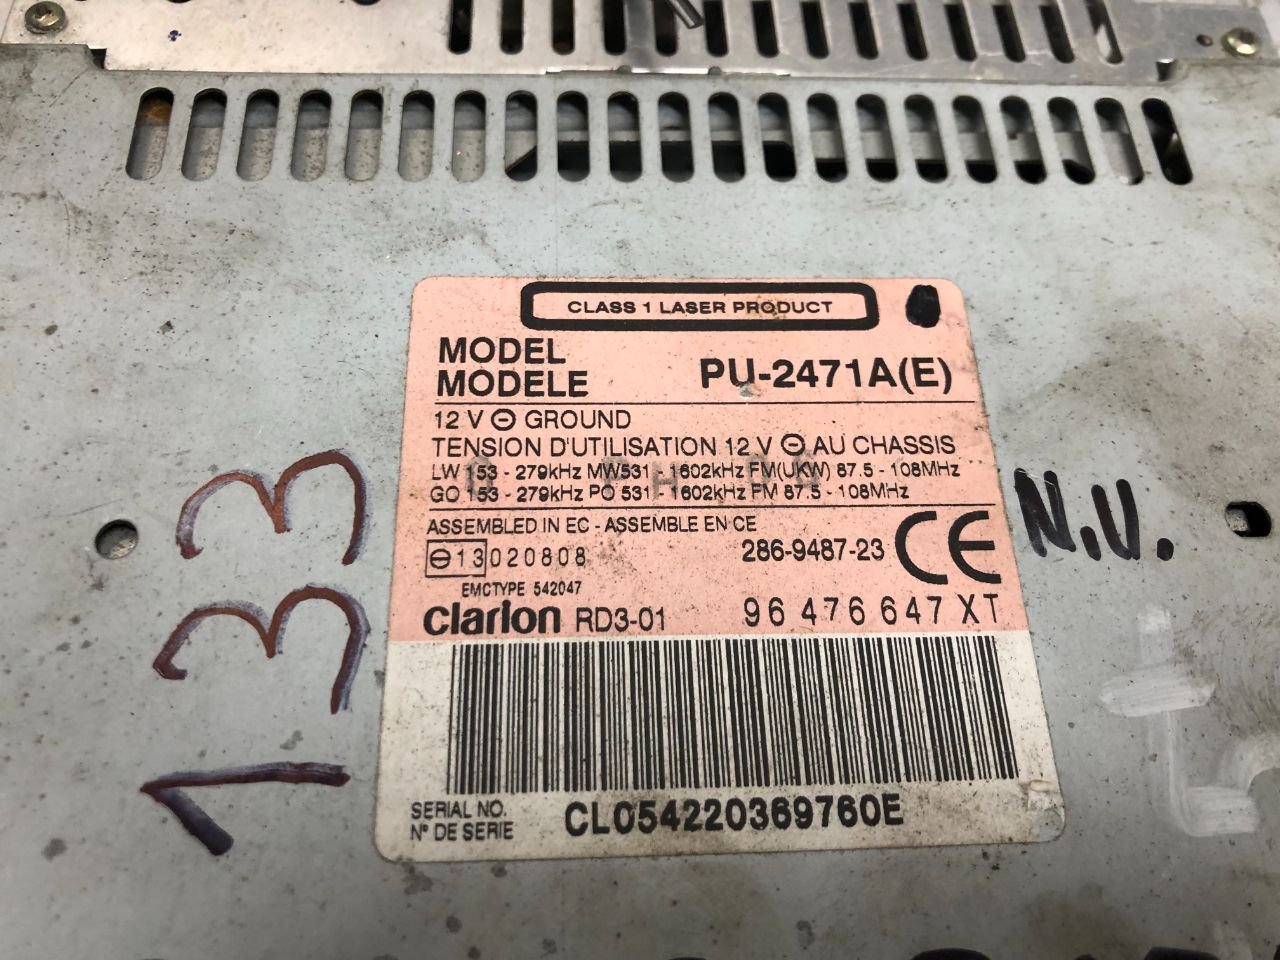 CLASS 1 LASER PRODUCT
MODEL
MODELE PU-2471A(E)
12 V ⊖ GROUND
TENSION D'UTILISATION 12 V ⊖ AU CHASSIS
LW 153 - 279kHz MW531 - 1602kHz FM(UKW) 87.5 - 108MHz
GO 153 - 279kHz PO 531 - 1602kHz FM 87.5 - 108MHz
ASSEMBLED IN EC - ASSEMBLE EN CE
⊖13 020808 286-9487-23 CE
EMCTYPE 542047
clarion RD3-01 96 476 647 XT
SERIAL NO.
N° DE SERIE CL054220369760E
133
N.U.